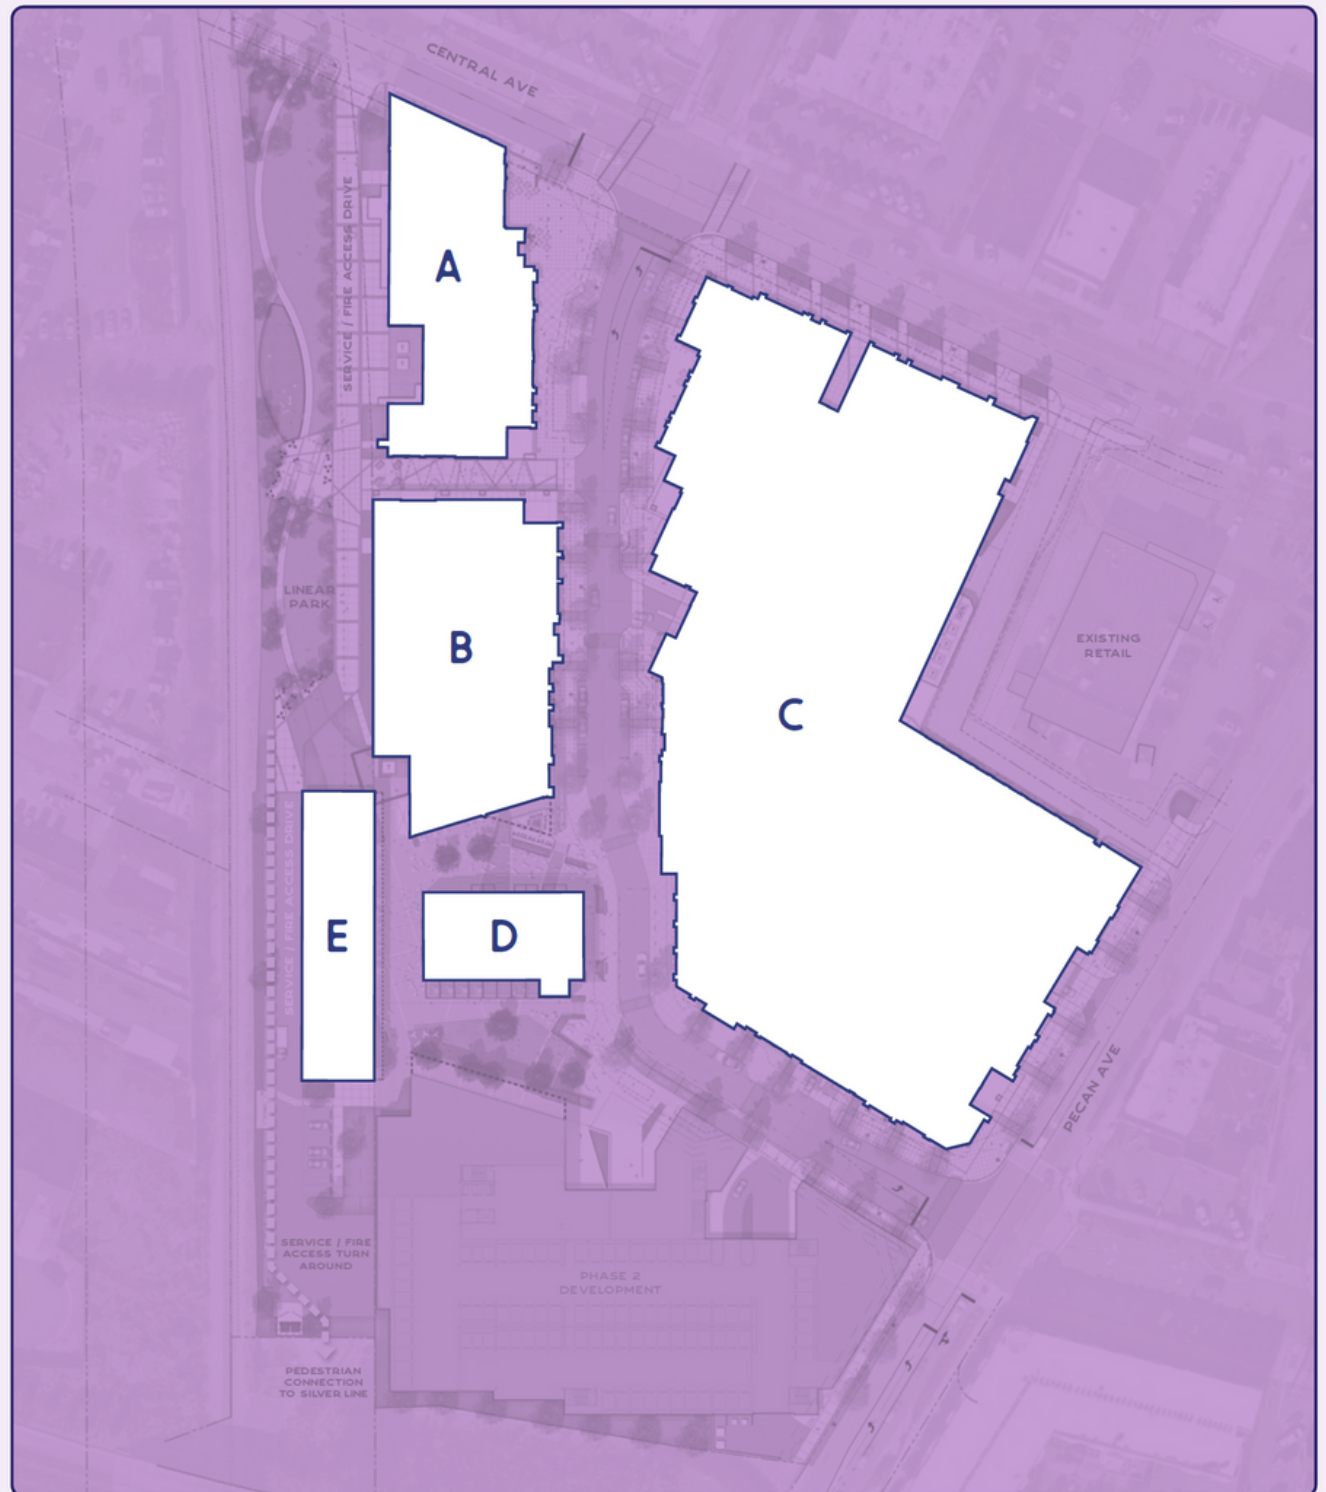 CENTRAL AVE
SERVICE / FIRE ACCESS DRIVE
A
LINEAR
PARK
B
EXISTING
RETAIL
C
SERVICE / FIRE ACCESS DRIVE
E
D
PECAN AVE
SERVICE / FIRE
ACCESS TURN
AROUND
PHASE 2
DEVELOPMENT
PEDESTRIAN
CONNECTION
TO SILVER LINE